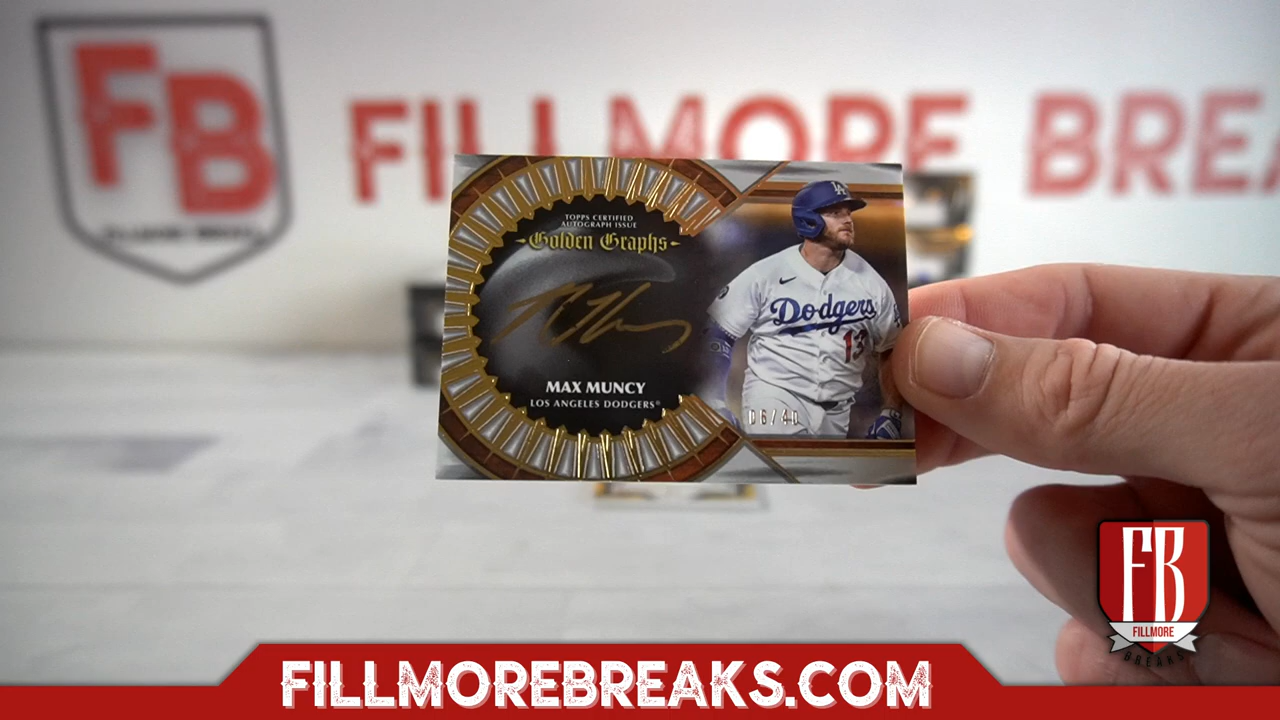 FB
FILLMORE BREA
TOPPS CERTIFIED
AUTOGRAPH ISSUE
Golden Graphs
MAX MUNCY
LOS ANGELES DODGERS®
LA
Dodgers
13
06/40
FB
FILLMORE
BREAKS
FILLMOREBREAKS.COM